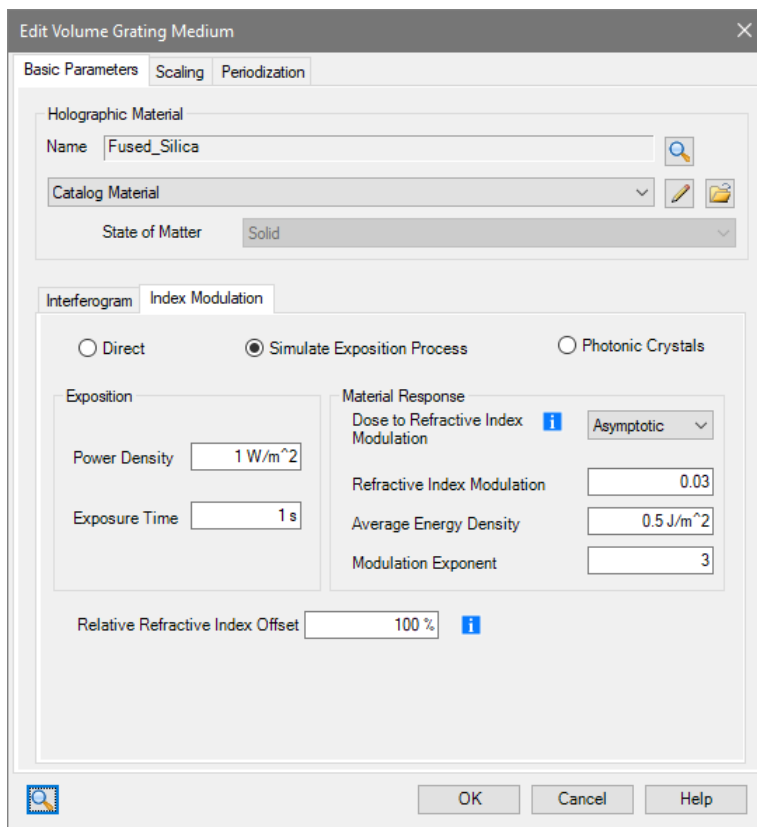 Edit Volume Grating Medium
Basic Parameters Scaling Periodization
Holographic Material
Name Fused_Silica
Catalog Material
State of Matter Solid
Interferogram Index Modulation
Direct Simulate Exposition Process Photonic Crystals
Exposition
Power Density 1 W/m^2
Exposure Time 1 s
Material Response
Dose to Refractive Index
Modulation
Asymptotic
Refractive Index Modulation 0.03
Average Energy Density 0.5 J/m^2
Modulation Exponent 3
Relative Refractive Index Offset 100 %
OK Cancel Help